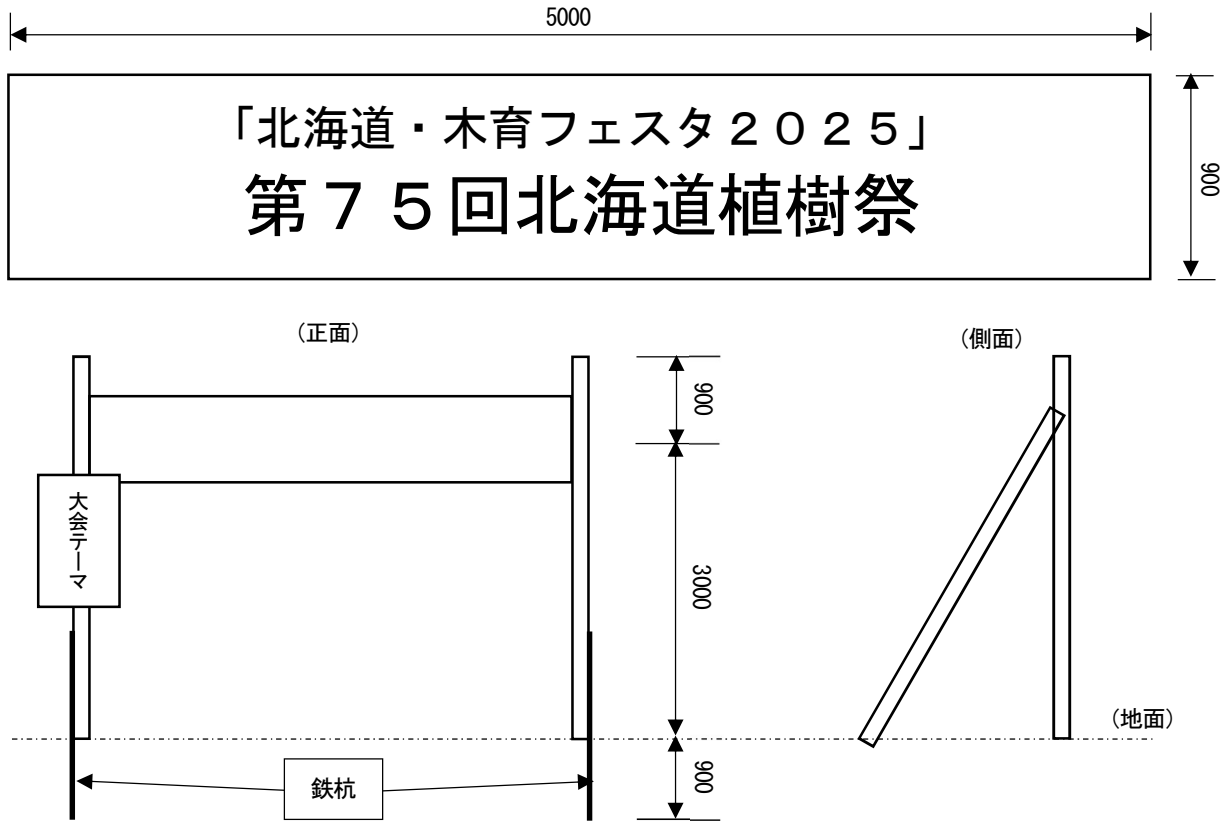 5000
「北海道・木育フェスタ２０２５」
第７５回北海道植樹祭
900
（正面）
（側面）
900
大会テーマ
3000
（地面）
鉄杭
900